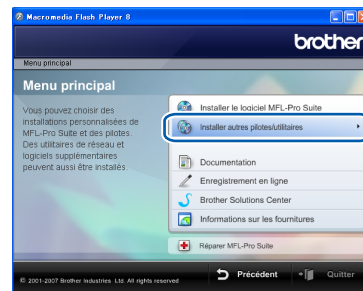 Macromedia Flash Player 8
brother
Menu principal
Menu principal
Vous pouvez choisir des
installations personnalisées de
MFL-Pro Suite et des pilotes.
Des utilitaires de réseau et
logiciels supplémentaires
peuvent aussi être installés.
Installer le logiciel MFL-Pro Suite
Installer autres pilotes/utilitaires
Documentation
Enregistrement en ligne
Brother Solutions Center
Informations sur les fournitures
Réparer MFL-Pro Suite
© 2001-2007 Brother Industries Ltd. All rights reserved
Précédent
Quitter